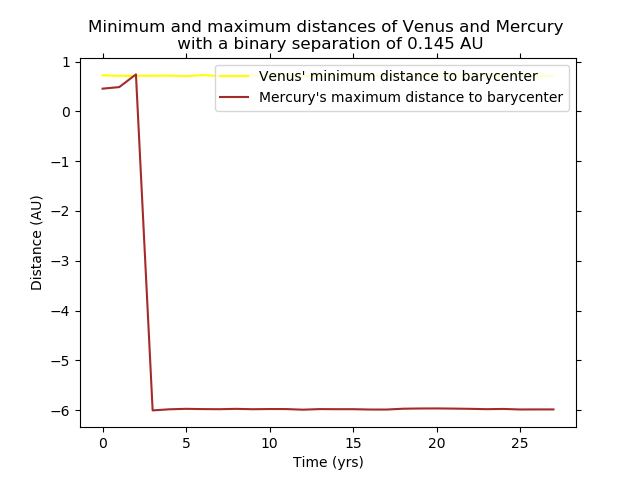 Minimum and maximum distances of Venus and Mercury
with a binary separation of 0.145 AU
Venus' minimum distance to barycenter
Mercury's maximum distance to barycenter
Distance (AU)
1
0
−1
−2
−3
−4
−5
−6
0
5
10
15
20
25
Time (yrs)